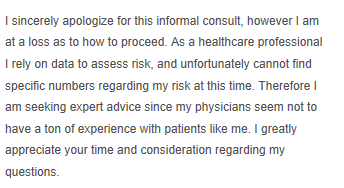 I sincerely apologize for this informal consult, however I am
at a loss as to how to proceed. As a healthcare professional
I rely on data to assess risk, and unfortunately cannot find
specific numbers regarding my risk at this time. Therefore I
am seeking expert advice since my physicians seem not to
have a ton of experience with patients like me. I greatly
appreciate your time and consideration regarding my
questions.